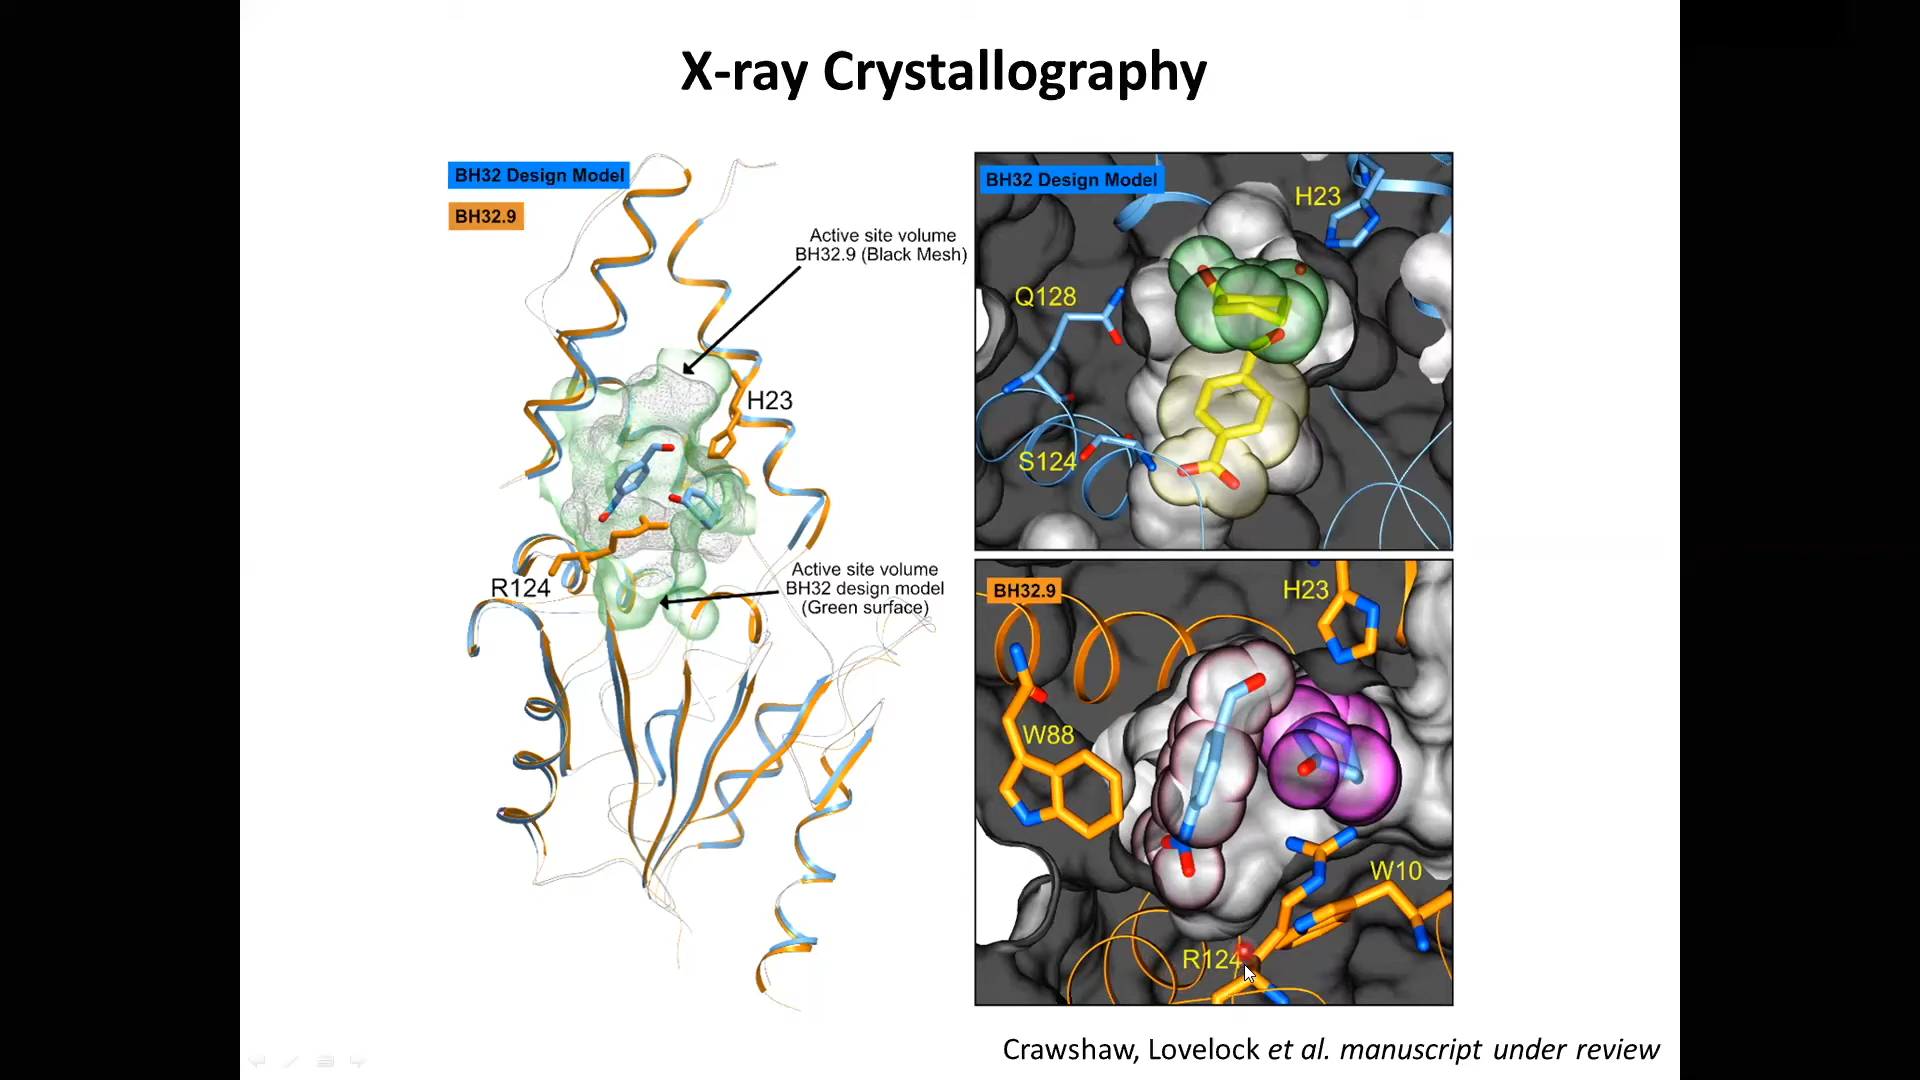 X-ray Crystallography
BH32 Design Model
BH32.9
Active site volume
BH32.9 (Black Mesh)
H23
R124
Active site volume
BH32 design model
(Green surface)
BH32 Design Model
H23
Q128
S124
BH32.9
H23
W88
W10
R124
Crawshaw, Lovelock et al. manuscript under review